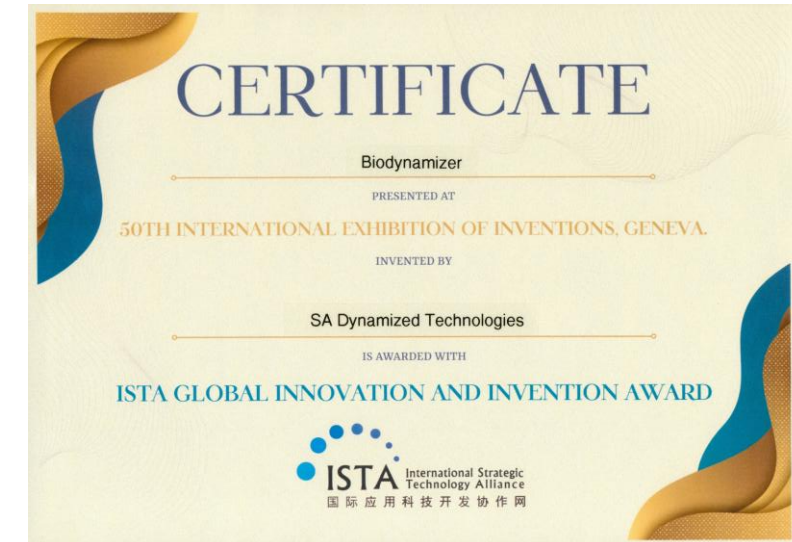 CERTIFICATE
Biodynamizer
PRESENTED AT
50TH INTERNATIONAL EXHIBITION OF INVENTIONS, GENEVA.
INVENTED BY
SA Dynamized Technologies
IS AWARDED WITH
ISTA GLOBAL INNOVATION AND INVENTION AWARD
ISTA International Strategic
Technology Alliance
国际应用科技开发协作网